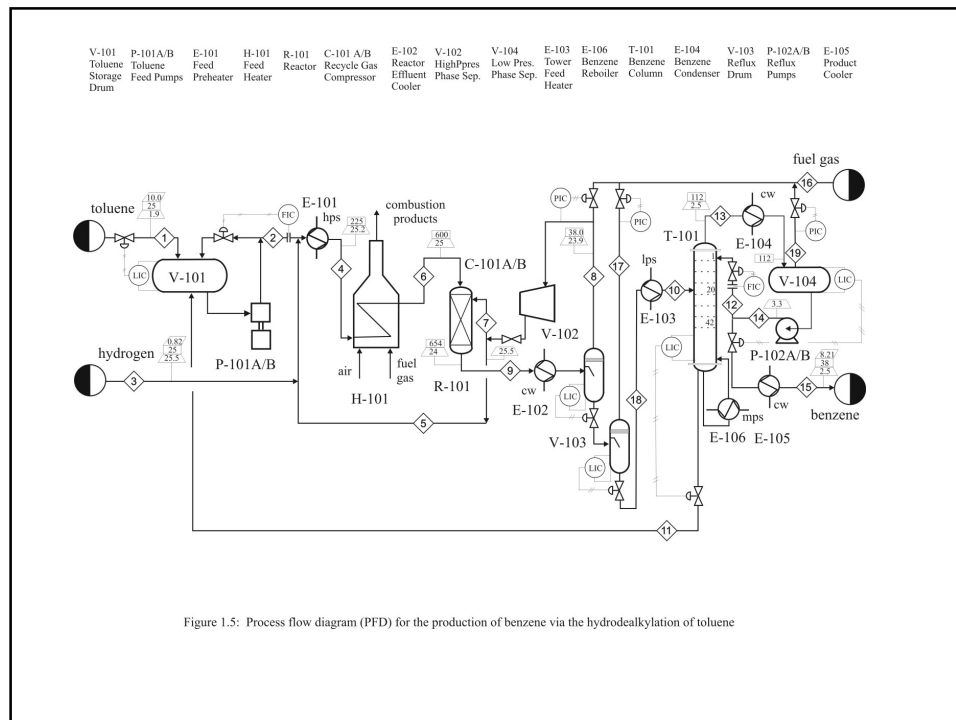 V-101
Toluene
Storage
Drum
P-101A/B
Toluene
Feed Pumps
E-101
Feed
Preheater
H-101
Feed
Heater
R-101
Reactor
C-101 A/B
Recycle Gas
Compressor
E-102
Reactor
Effluent
Cooler
V-102
HighPpres
Phase Sep.
V-104
Low Pres.
Phase Sep.
E-103
Tower
Feed
Heater
E-106
Benzene
Reboiler
T-101
Benzene
Column
E-104
Benzene
Condenser
V-103
Reflux
Drum
P-102A/B
Reflux
Pumps
E-105
Product
Cooler
fuel gas
16
toluene
10.0
25
1.9
1
LIC
V-101
P-101A/B
FIC
2
E-101
hps
225
25.2
4
combustion
products
600
25
6
C-101A/B
7
R-101
654
24
25.5
9
H-101
air
fuel
gas
hydrogen
0.82
25
25.5
3
5
PIC
38.0
23.9
8
17
PIC
V-102
cw
E-102
LIC
V-103
LIC
18
lps
E-103
10
112
2.5
13
T-101
cw
E-104
112
PIC
19
V-104
LIC
1
20
42
FIC
12
14
3.3
P-102A/B
LIC
8.21
38
2.5
15
cw
benzene
mps
E-106
E-105
11
Figure 1.5: Process flow diagram (PFD) for the production of benzene via the hydrodealkylation of toluene